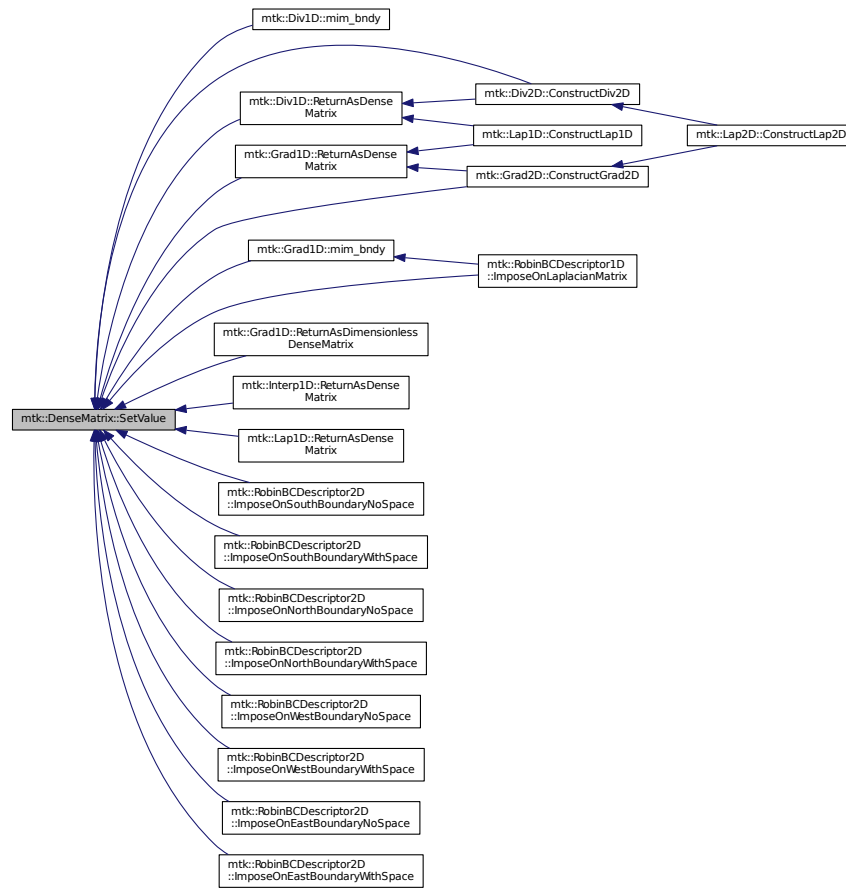 mtk::Div1D::mim_bndy
mtk::Div2D::ConstructDiv2D
mtk::Div1D::ReturnAsDense
Matrix
mtk::Lap1D::ConstructLap1D
mtk::Lap2D::ConstructLap2D
mtk::Grad1D::ReturnAsDense
Matrix
mtk::Grad2D::ConstructGrad2D
mtk::Grad1D::mim_bndy
mtk::RobinBCDescriptor1D
::ImposeOnLaplacianMatrix
mtk::Grad1D::ReturnAsDimensionless
DenseMatrix
mtk::Interp1D::ReturnAsDense
Matrix
mtk::DenseMatrix::SetValue
mtk::Lap1D::ReturnAsDense
Matrix
mtk::RobinBCDescriptor2D
::ImposeOnSouthBoundaryNoSpace
mtk::RobinBCDescriptor2D
::ImposeOnSouthBoundaryWithSpace
mtk::RobinBCDescriptor2D
::ImposeOnNorthBoundaryNoSpace
mtk::RobinBCDescriptor2D
::ImposeOnNorthBoundaryWithSpace
mtk::RobinBCDescriptor2D
::ImposeOnWestBoundaryNoSpace
mtk::RobinBCDescriptor2D
::ImposeOnWestBoundaryWithSpace
mtk::RobinBCDescriptor2D
::ImposeOnEastBoundaryNoSpace
mtk::RobinBCDescriptor2D
::ImposeOnEastBoundaryWithSpace